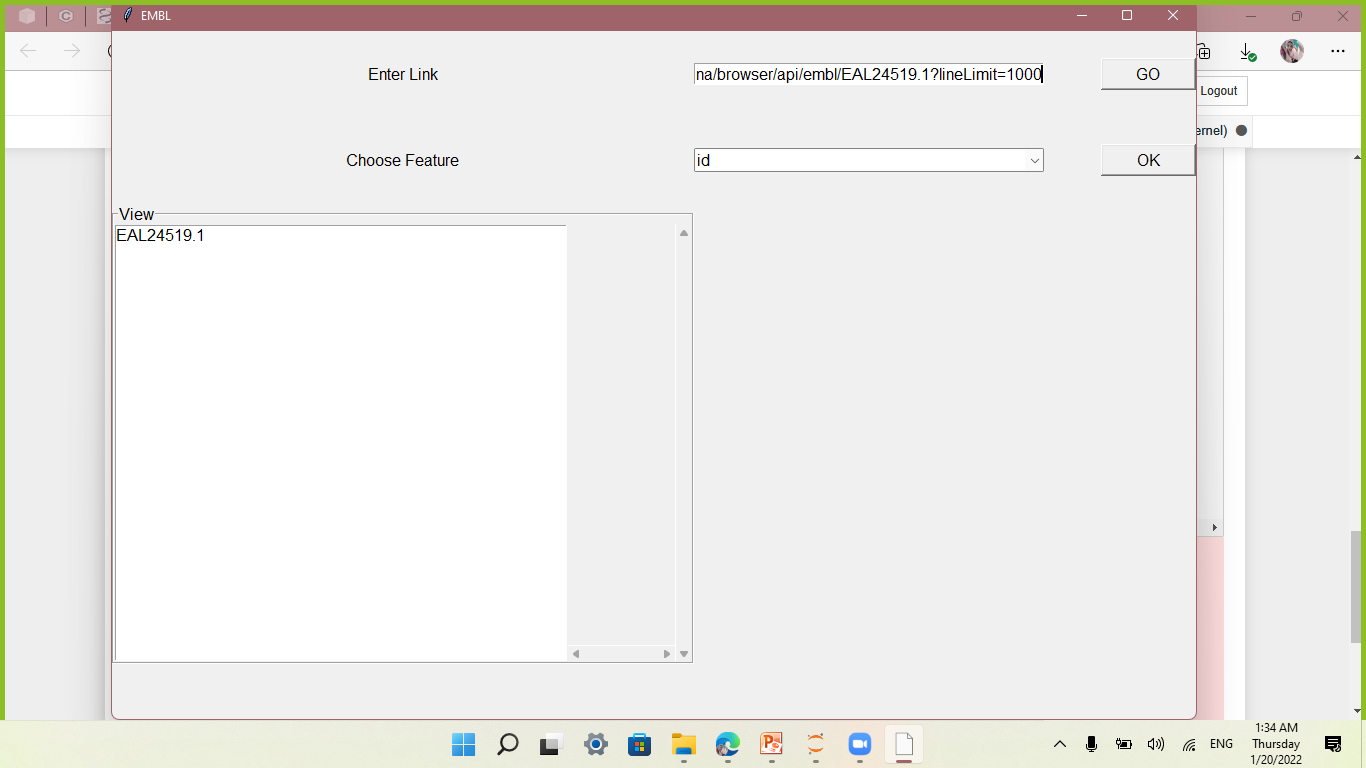 EMBL
Enter Link
na/browser/api/embl/EAL24519.1?lineLimit=1000
GO
Logout
ernel)
Choose Feature
id
OK
View
EAL24519.1
ENG
1:34 AM
Thursday
1/20/2022